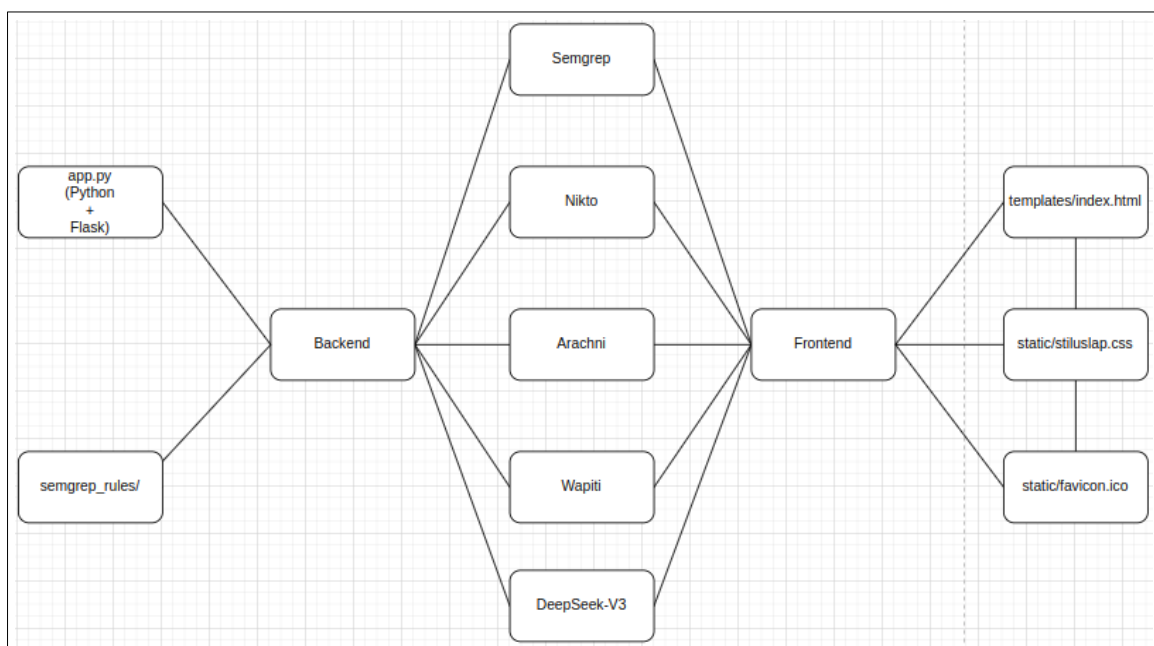 Semgrep
app.py
(Python
+
Flask)
Nikto
templates/index.html
Backend
Arachni
Frontend
static/stiluslap.css
semgrep_rules/
Wapiti
static/favicon.ico
DeepSeek-V3